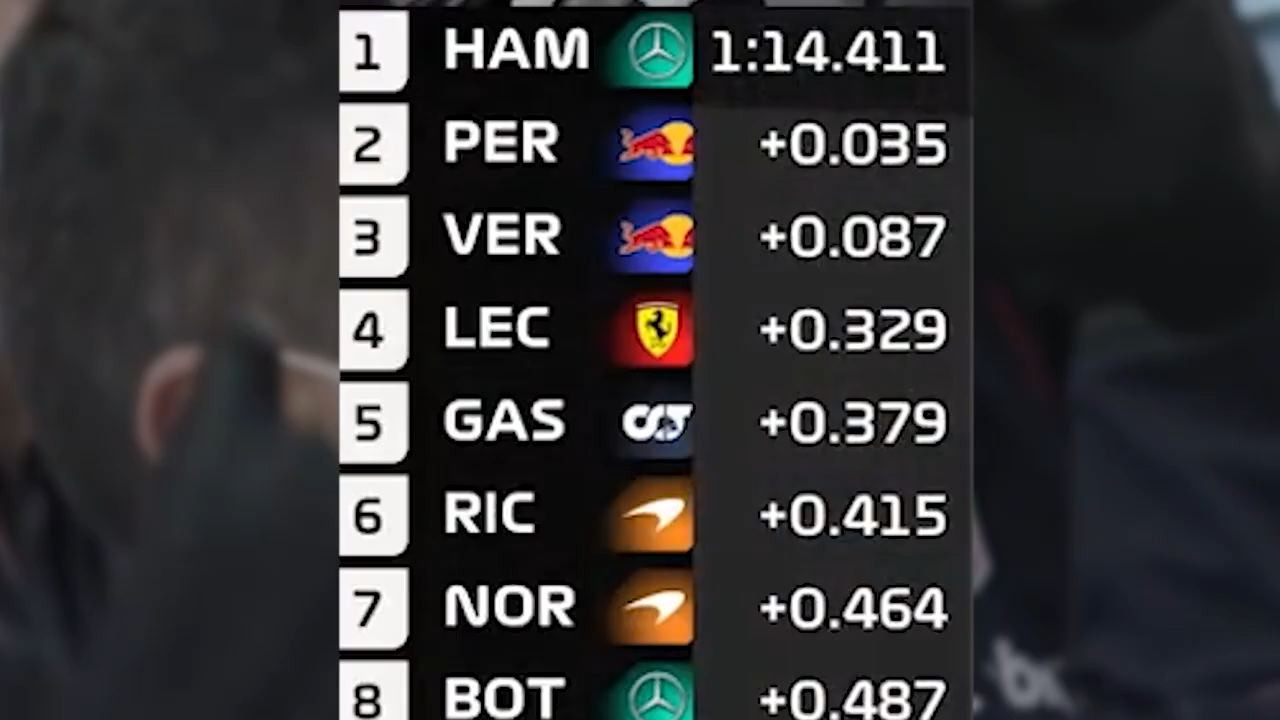 1 HAM 1:14.411
2 PER +0.035
3 VER +0.087
4 LEC +0.329
5 GAS +0.379
6 RIC +0.415
7 NOR +0.464
8 BOT +0.487